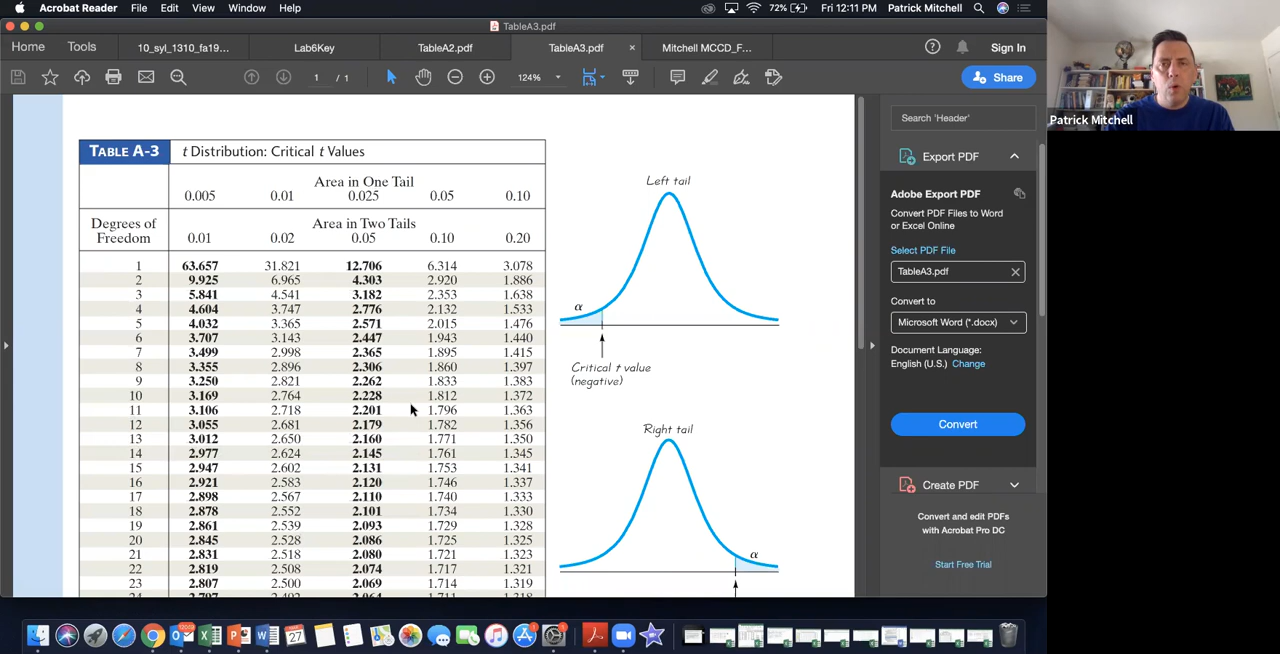 Acrobat Reader File Edit View Window Help
72% Fri 12:11 PM Patrick Mitchell
TableA3.pdf
Home Tools 10_syl_1310_fa19... Lab6Key TableA2.pdf TableA3.pdf × Mitchell MCCD_F... Sign In
1 / 1 124% Share
Patrick Mitchell
TABLE A-3 t Distribution: Critical t Values
Area in One Tail
0.005 0.01 0.025 0.05 0.10
Degrees of Freedom
Area in Two Tails
0.01 0.02 0.05 0.10 0.20
1 63.657 31.821 12.706 6.314 3.078
2 9.925 6.965 4.303 2.920 1.886
3 5.841 4.541 3.182 2.353 1.638
4 4.604 3.747 2.776 2.132 1.533
5 4.032 3.365 2.571 2.015 1.476
6 3.707 3.143 2.447 1.943 1.440
7 3.499 2.998 2.365 1.895 1.415
8 3.355 2.896 2.306 1.860 1.397
9 3.250 2.821 2.262 1.833 1.383
10 3.169 2.764 2.228 1.812 1.372
11 3.106 2.718 2.201 1.796 1.363
12 3.055 2.681 2.179 1.782 1.356
13 3.012 2.650 2.160 1.771 1.350
14 2.977 2.624 2.145 1.761 1.345
15 2.947 2.602 2.131 1.753 1.341
16 2.921 2.583 2.120 1.746 1.337
17 2.898 2.567 2.110 1.740 1.333
18 2.878 2.552 2.101 1.734 1.330
19 2.861 2.539 2.093 1.729 1.328
20 2.845 2.528 2.086 1.725 1.325
21 2.831 2.518 2.080 1.721 1.323
22 2.819 2.508 2.074 1.717 1.321
23 2.807 2.500 2.069 1.714 1.319
Left tail
α
Critical t value
(negative)
Right tail
α
Search 'Header'
Export PDF
Adobe Export PDF
Convert PDF Files to Word
or Excel Online
Select PDF File
TableA3.pdf
Convert to
Microsoft Word (*.docx)
Document Language:
English (U.S.) Change
Convert
Create PDF
Convert and edit PDFs
with Acrobat Pro DC
Start Free Trial